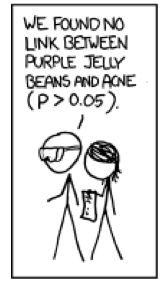 WE FOUND NO
LINK BETWEEN
PURPLE JELLY
BEANS AND ACNE
(P > 0.05).